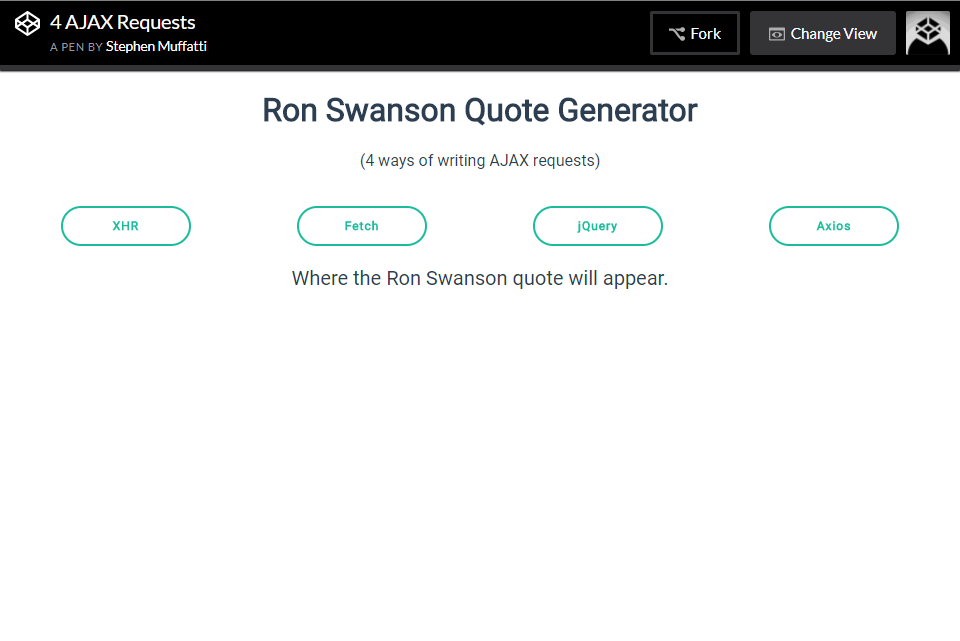 4 AJAX Requests
A PEN BY Stephen Muffatti
Fork
Change View
Ron Swanson Quote Generator
(4 ways of writing AJAX requests)
XHR
Fetch
jQuery
Axios
Where the Ron Swanson quote will appear.